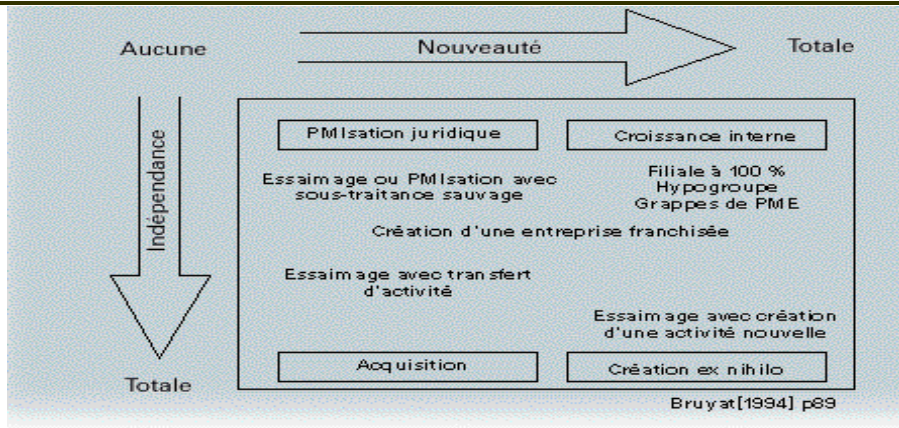 Aucune
Nouveauté
Totale
Indépendance
PMIsation juridique
Croissance interne
Essaimage ou PMIsation avec
sous-traitance sauvage
Filiale à 100 %
Hypogroupe
Grappes de PME
Création d'une entreprise franchisée
Essaimage avec transfert
d'activité
Essaimage avec création
d'une activité nouvelle
Acquisition
Création ex nihilo
Totale
Bruyat[1994] p89